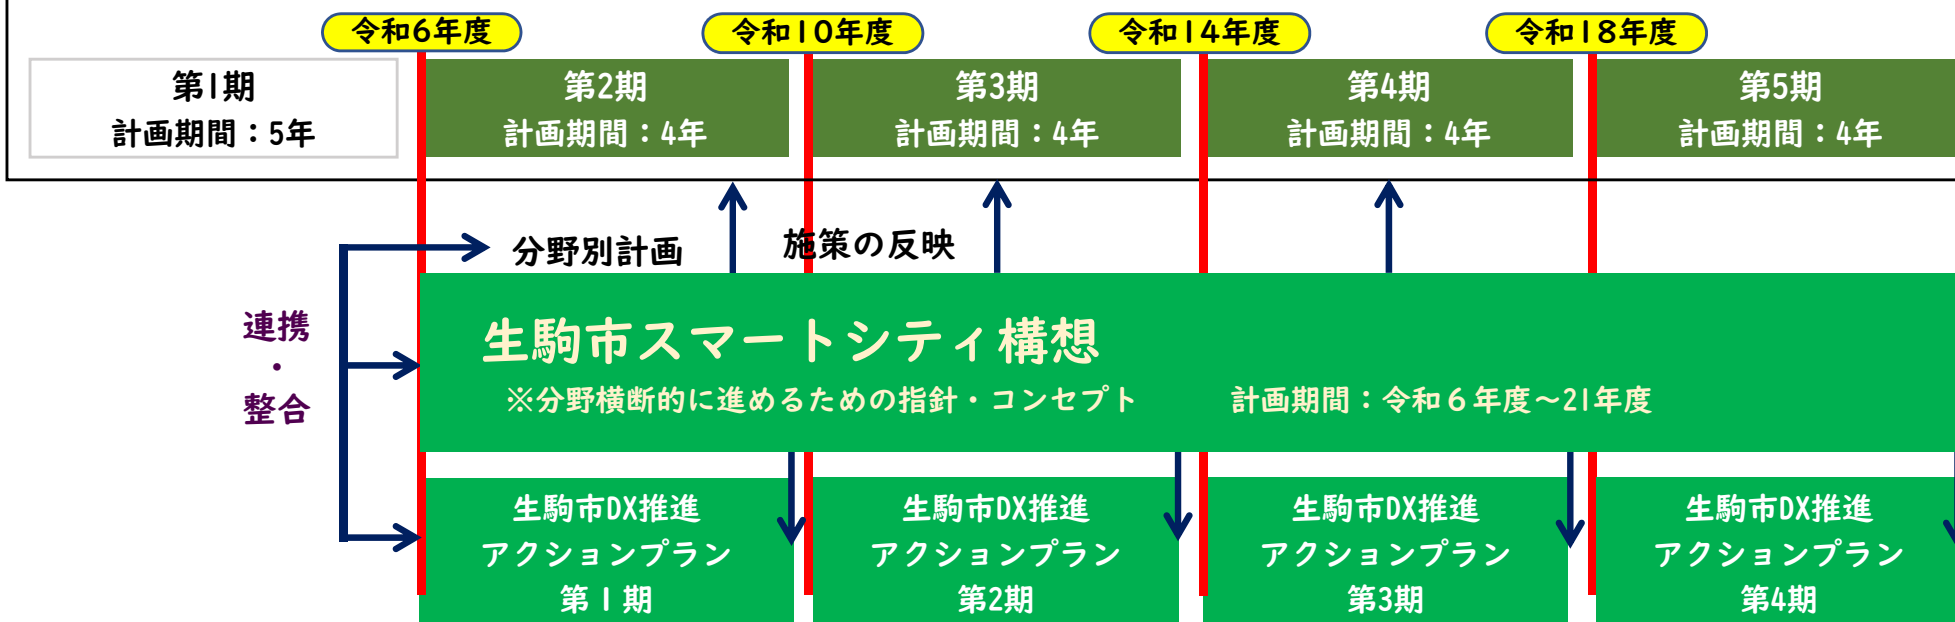 令和6年度
令和10年度
令和14年度
令和18年度
第1期
計画期間：5年
第2期
計画期間：4年
第3期
計画期間：4年
第4期
計画期間：4年
第5期
計画期間：4年
分野別計画
施策の反映
連携
・
整合
生駒市スマートシティ構想
※分野横断的に進めるための指針・コンセプト
計画期間：令和６年度～21年度
生駒市DX推進
アクションプラン
第１期
生駒市DX推進
アクションプラン
第2期
生駒市DX推進
アクションプラン
第3期
生駒市DX推進
アクションプラン
第4期